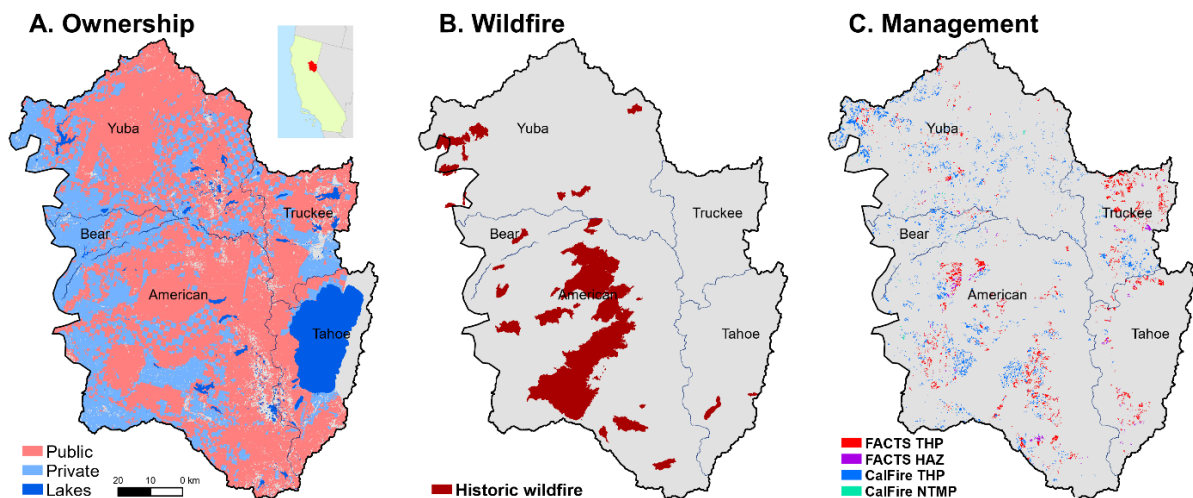 A. Ownership
Yuba
Truckee
Bear
American
Tahoe
Public
Private
Lakes
20 10 0 km
B. Wildfire
Yuba
Truckee
Bear
American
Tahoe
Historic wildfire
C. Management
Yuba
Truckee
Bear
American
Tahoe
FACTS THP
FACTS HAZ
CalFire THP
CalFire NTMP